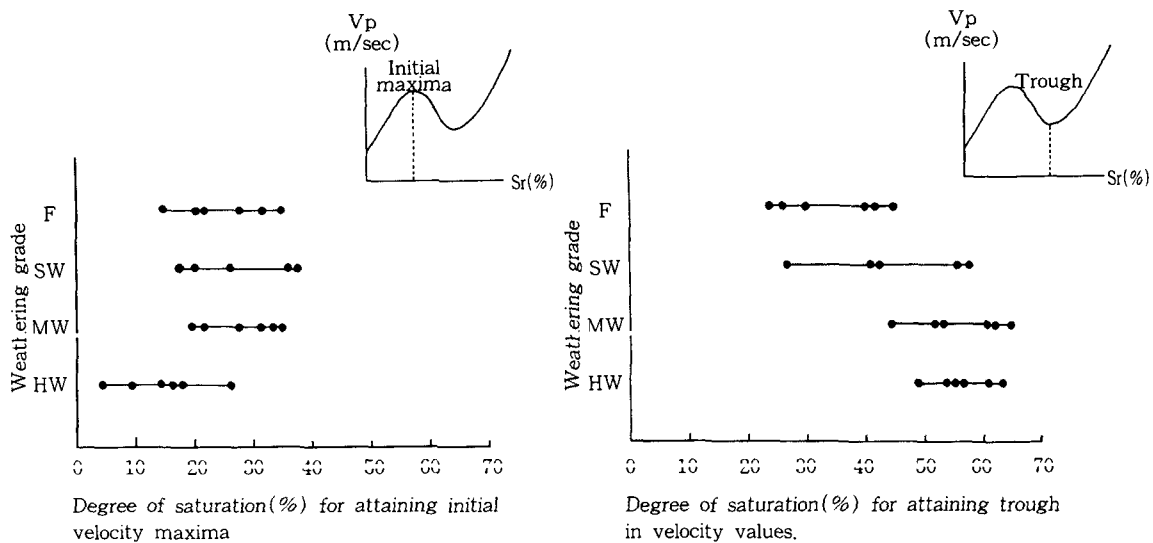 Vp
(m/sec)
Initial
maxima
Sr(%)
Weathering grade
F
SW
MW
HW
0 10 20 30 40 50 60 70
Degree of saturation(%) for attaining initial
velocity maxima
Vp
(m/sec)
Trough
Sr(%)
Weathering grade
F
SW
MW
HW
0 10 20 30 40 50 60 70
Degree of saturation(%) for attaining trough
in velocity values.